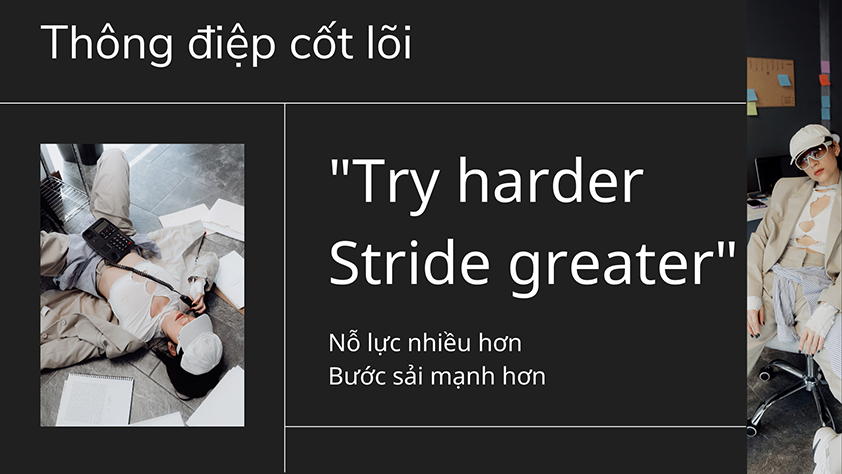 Thông điệp cốt lõi
"Try harder
Stride greater"
Nỗ lực nhiều hơn
Bước sải mạnh hơn